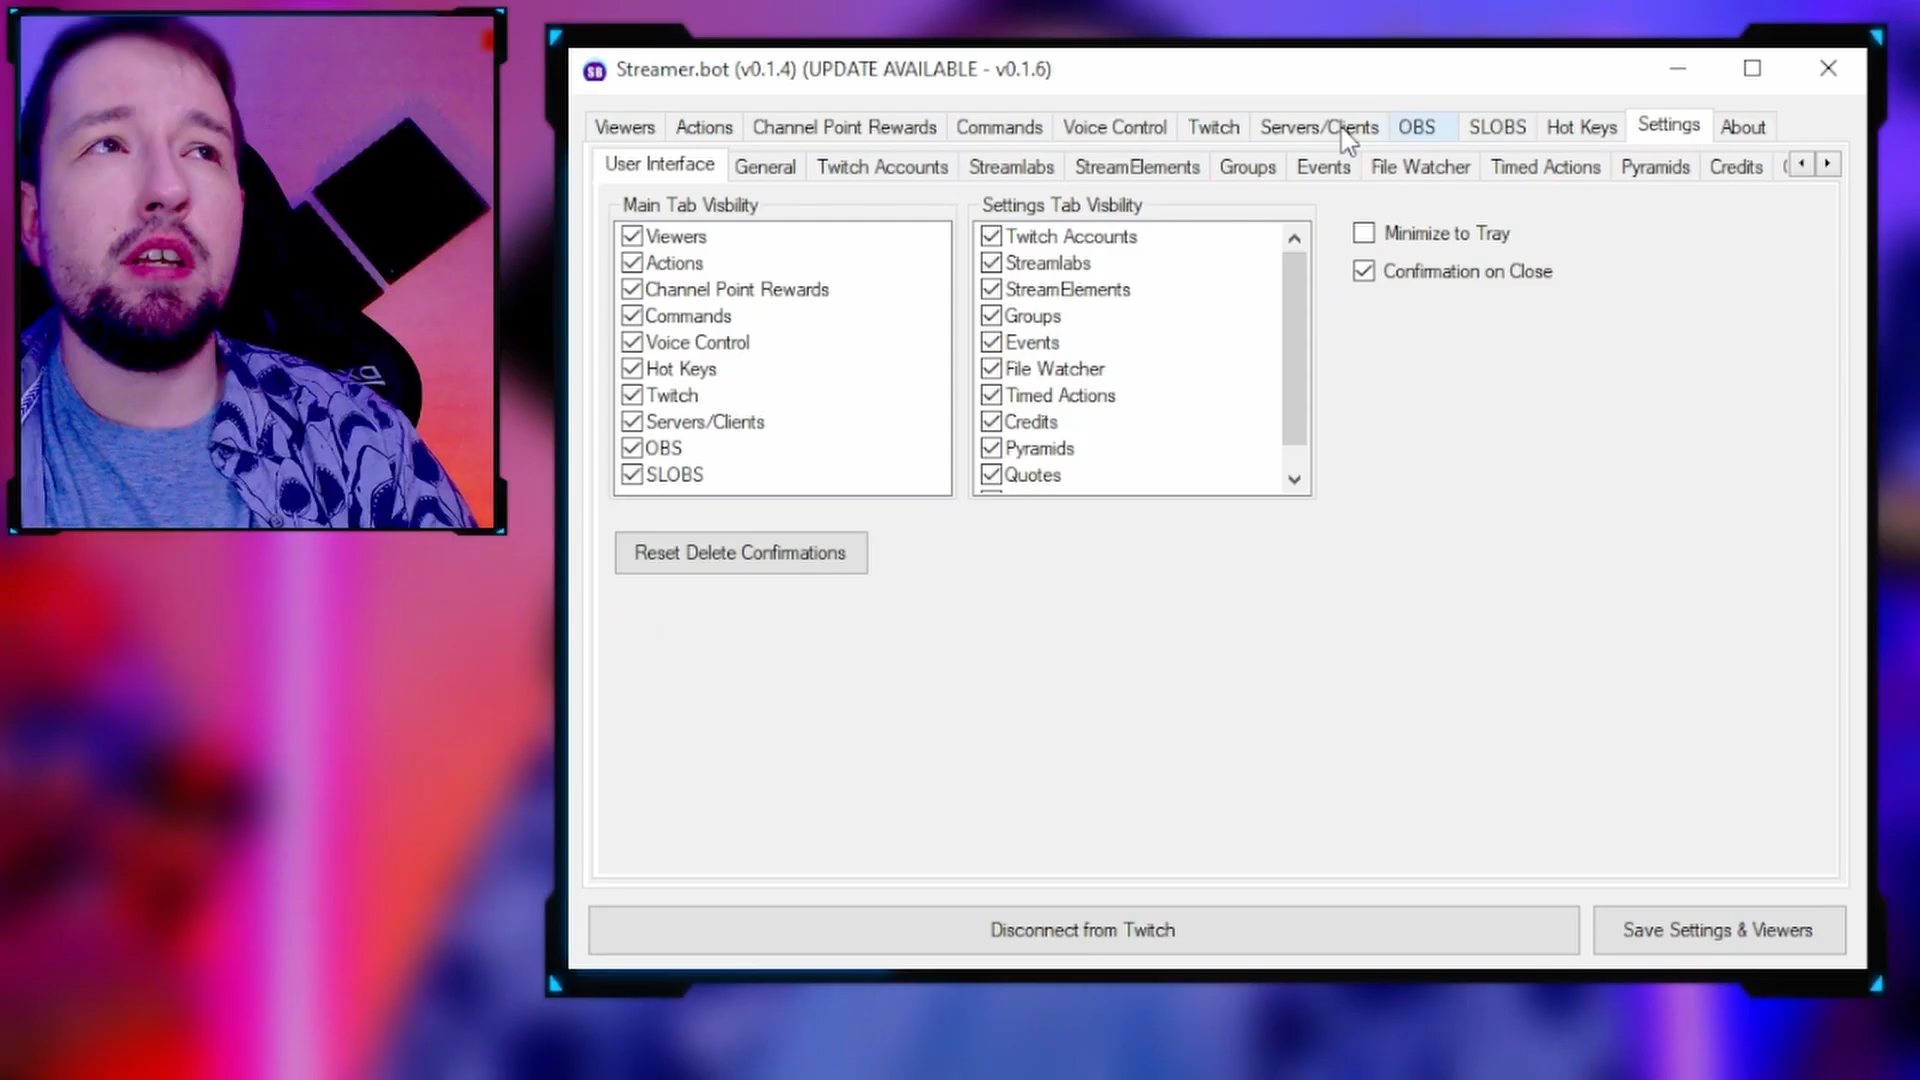 SB Streamer.bot (v0.1.4) (UPDATE AVAILABLE - v0.1.6)
Viewers Actions Channel Point Rewards Commands Voice Control Twitch Servers/Clients OBS SLOBS Hot Keys Settings About
User Interface General Twitch Accounts Streamlabs StreamElements Groups Events File Watcher Timed Actions Pyramids Credits
Main Tab Visbility
Viewers
Actions
Channel Point Rewards
Commands
Voice Control
Hot Keys
Twitch
Servers/Clients
OBS
SLOBS
Settings Tab Visbility
Twitch Accounts
Streamlabs
StreamElements
Groups
Events
File Watcher
Timed Actions
Credits
Pyramids
Quotes
Minimize to Tray
Confirmation on Close
Reset Delete Confirmations
Disconnect from Twitch
Save Settings & Viewers